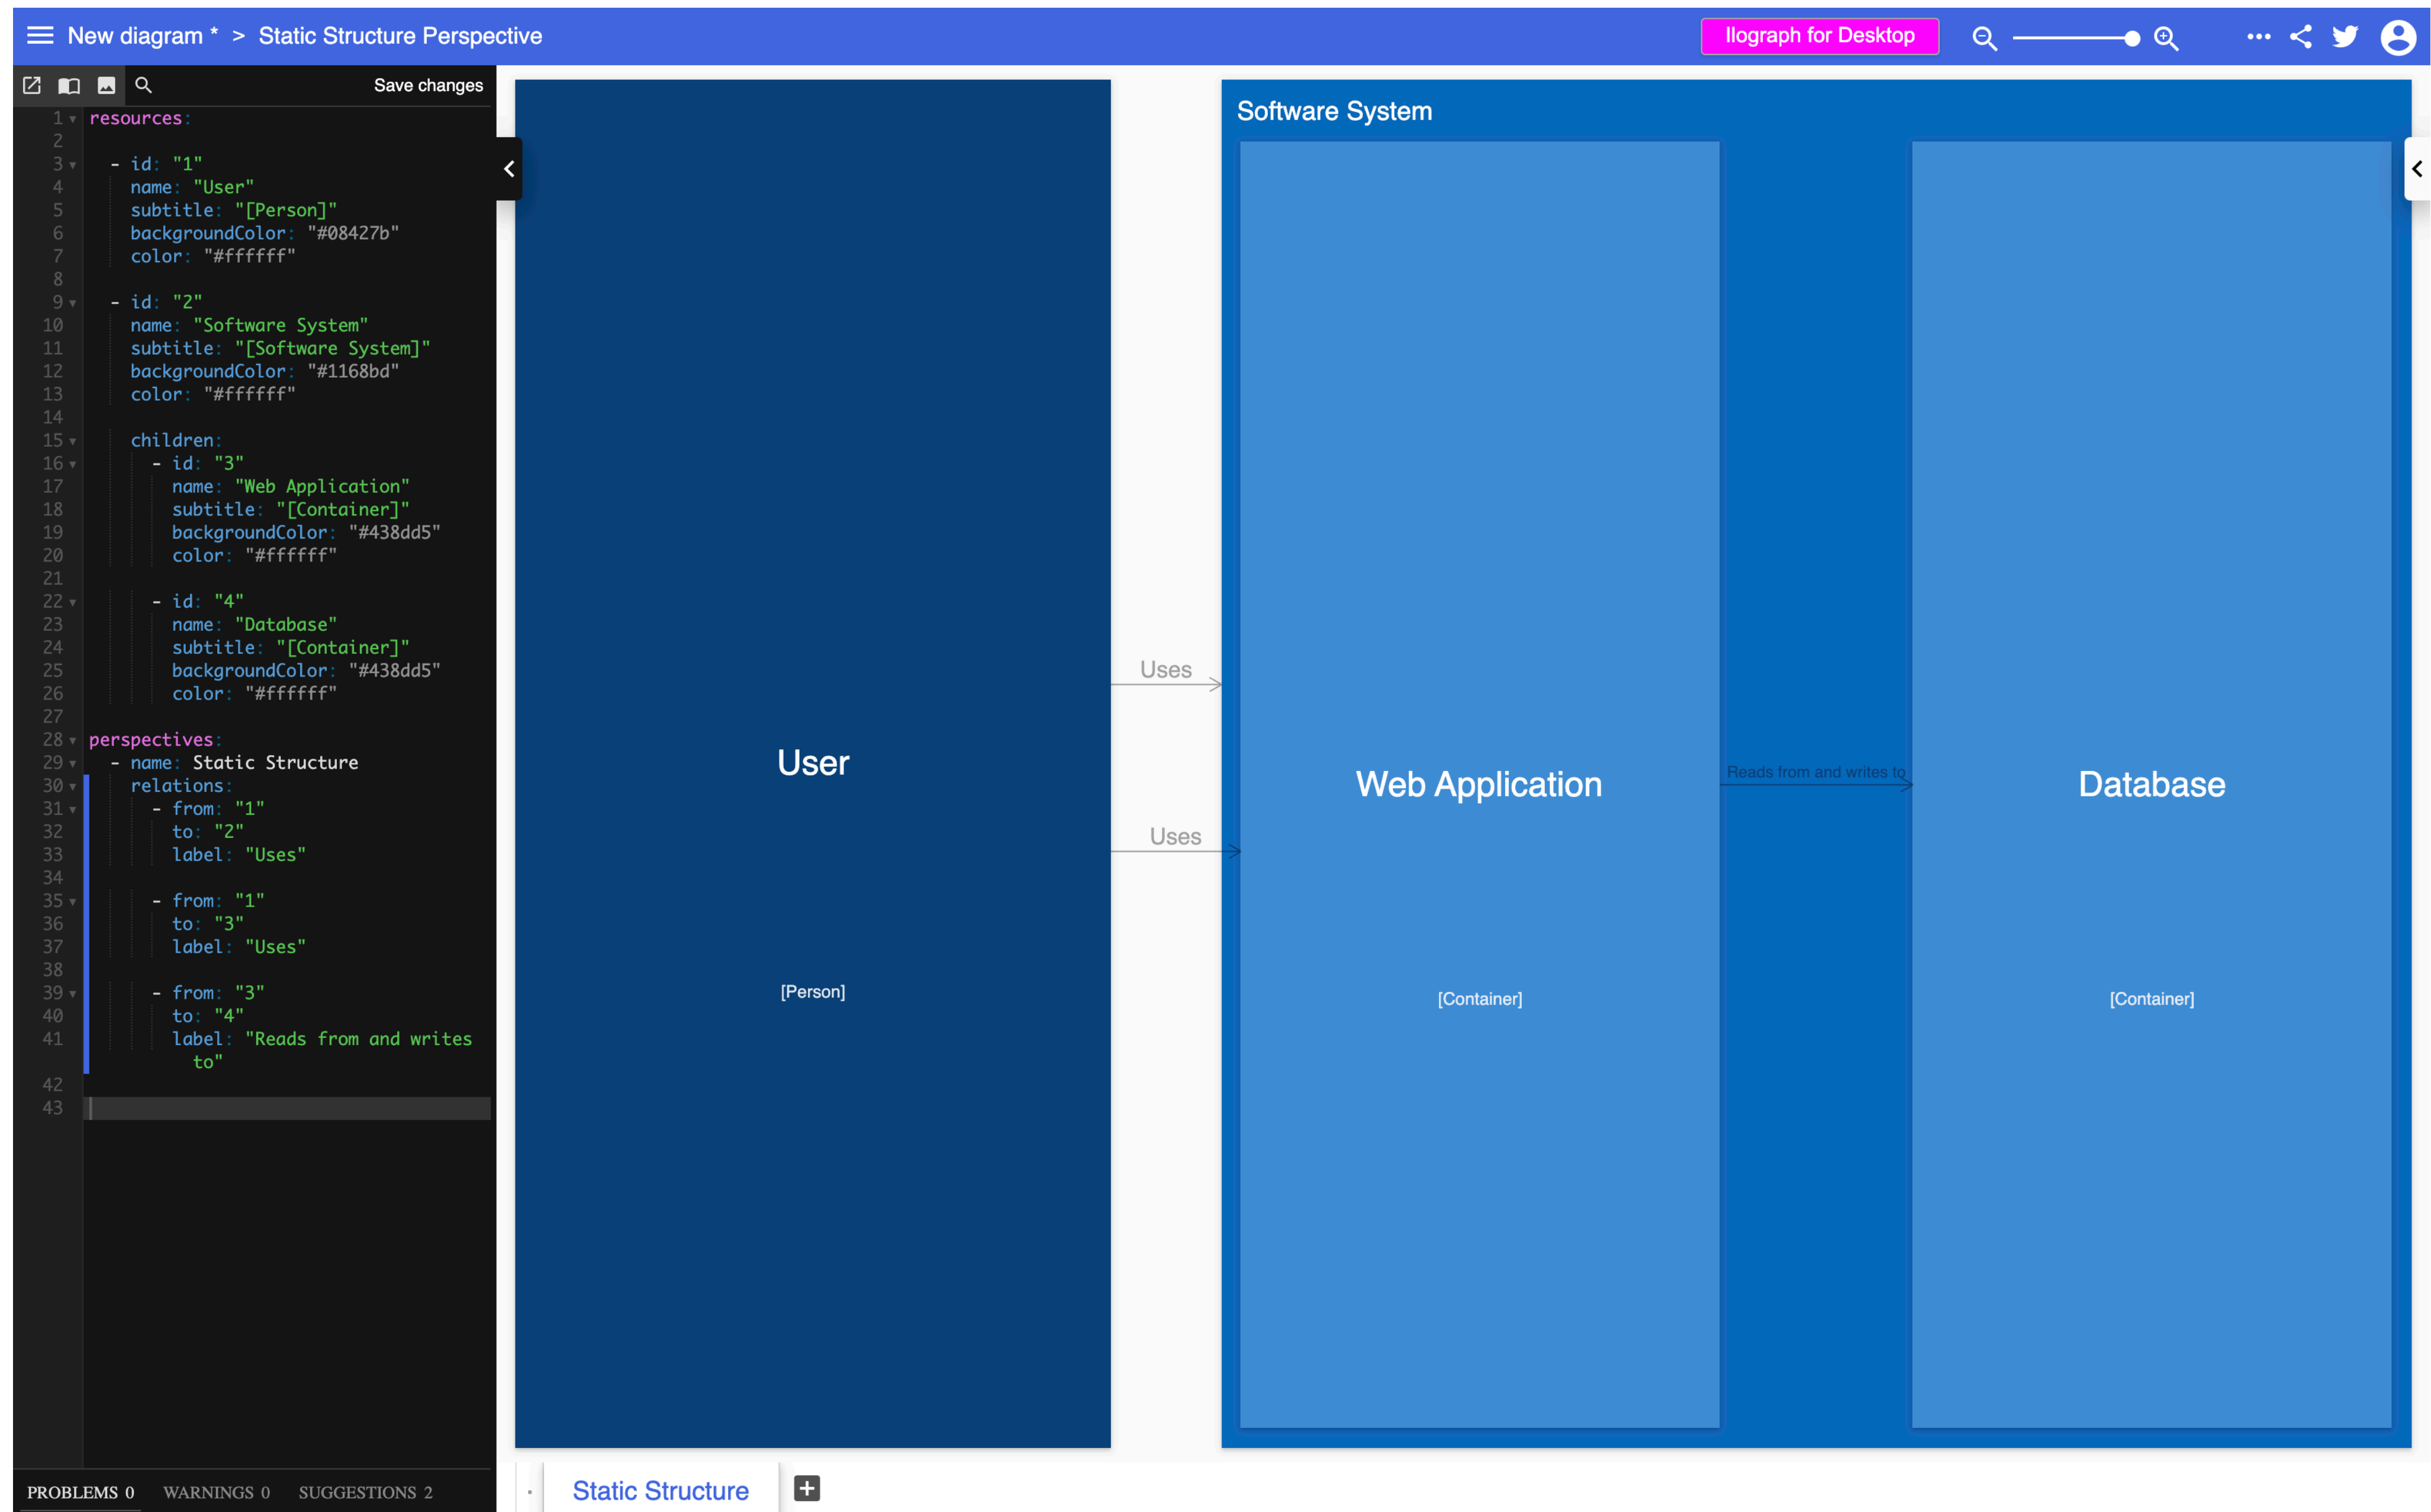 New diagram * > Static Structure Perspective
Ilograph for Desktop
Save changes
1 resources:
2
3 - id: "1"
4 name: "User"
5 subtitle: "[Person]"
6 backgroundColor: "#08427b"
7 color: "#ffffff"
8
9 - id: "2"
10 name: "Software System"
11 subtitle: "[Software System]"
12 backgroundColor: "#1168bd"
13 color: "#ffffff"
14
15 children:
16 - id: "3"
17 name: "Web Application"
18 subtitle: "[Container]"
19 backgroundColor: "#438dd5"
20 color: "#ffffff"
21
22 - id: "4"
23 name: "Database"
24 subtitle: "[Container]"
25 backgroundColor: "#438dd5"
26 color: "#ffffff"
27
28 perspectives:
29 - name: Static Structure
30 relations:
31 - from: "1"
32 to: "2"
33 label: "Uses"
34
35 - from: "1"
36 to: "3"
37 label: "Uses"
38
39 - from: "3"
40 to: "4"
41 label: "Reads from and writes
to"
42
43
PROBLEMS 0 WARNINGS 0 SUGGESTIONS 2
User
[Person]
Uses
Uses
Software System
Web Application
[Container]
Reads from and writes to
Database
[Container]
Static Structure